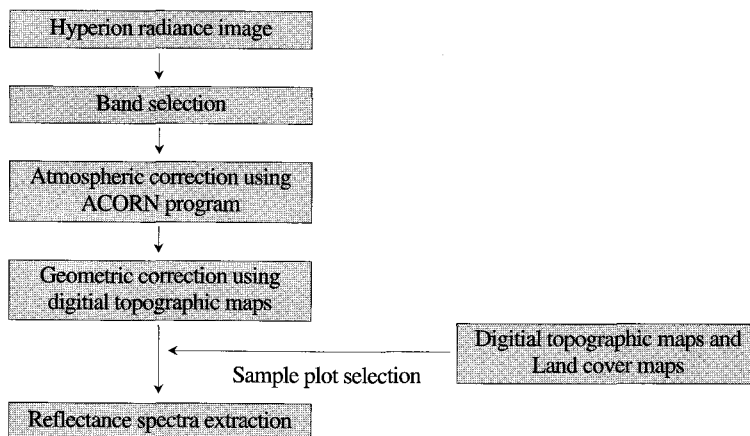 Hyperion radiance image
Band selection
Atmospheric correction using
ACORN program
Geometric correction using
digitial topographic maps
Digitial topographic maps and
Land cover maps
Sample plot selection
Reflectance spectra extraction